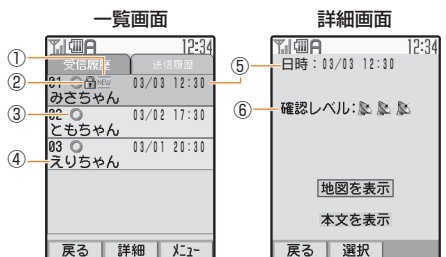 一覧画面
12:34
受信履歴
送信履歴
01 NEW 03/03 12:30
みさちゃん
02 03/02 17:30
ともちゃん
03 03/01 20:30
えりちゃん
戻る 詳細 ﾒﾆｭｰ
①
②
③
④
⑤
⑥
詳細画面
12:34
日時：03/03 12:30
確認レベル：
地図を表示
本文を表示
戻る 選択